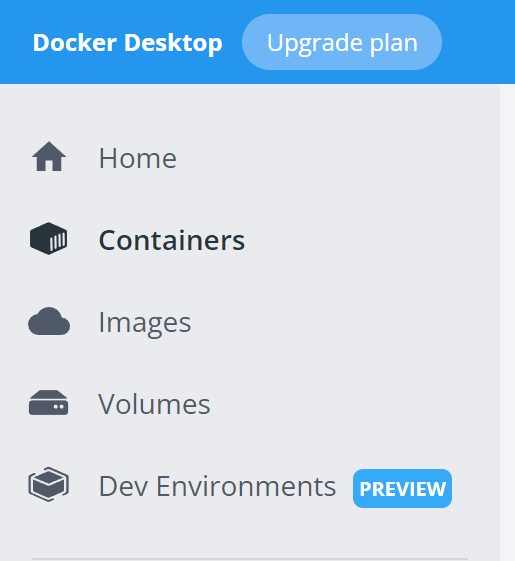 Docker Desktop Upgrade plan
Home
Containers
Images
Volumes
Dev Environments PREVIEW